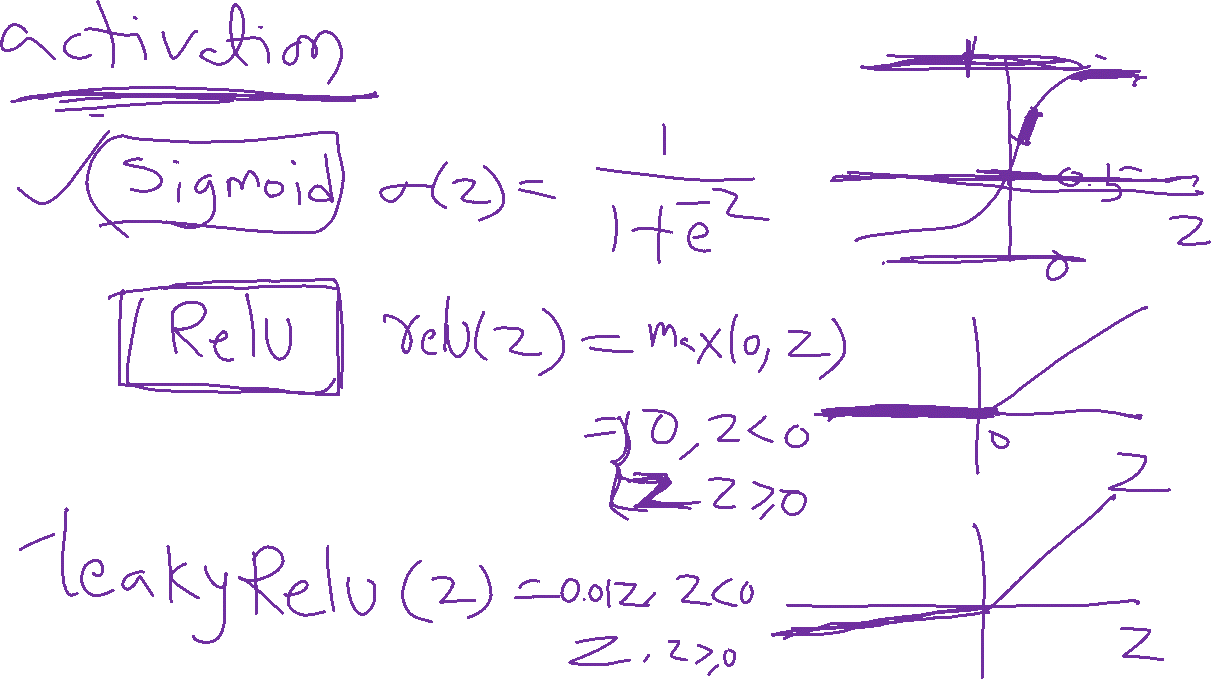 activation
Sigmoid σ(z) = 1 / 1+e^-z
1
0.5
z
0
Relu relu(z) = max(0, z)
= { 0, z<0
z z≥0
0
z
leakyRelu(z) = 0.01z, z<0
z, z≥0
z